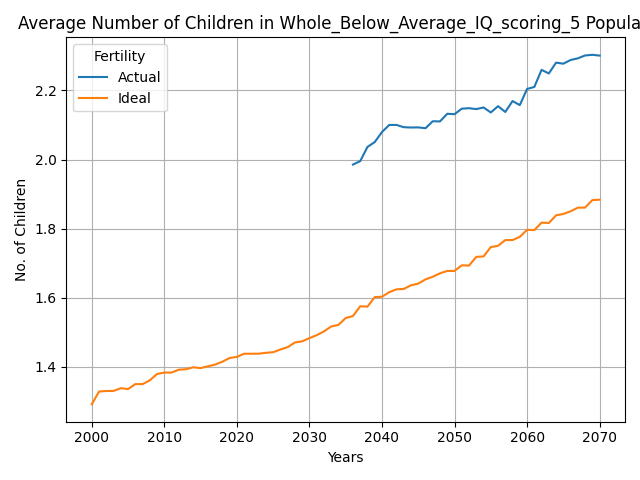 Average Number of Children in Whole_Below_Average_IQ_scoring_5 Popula
Fertility
Actual
Ideal
No. of Children
2.2
2.0
1.8
1.6
1.4
2000 2010 2020 2030 2040 2050 2060 2070
Years